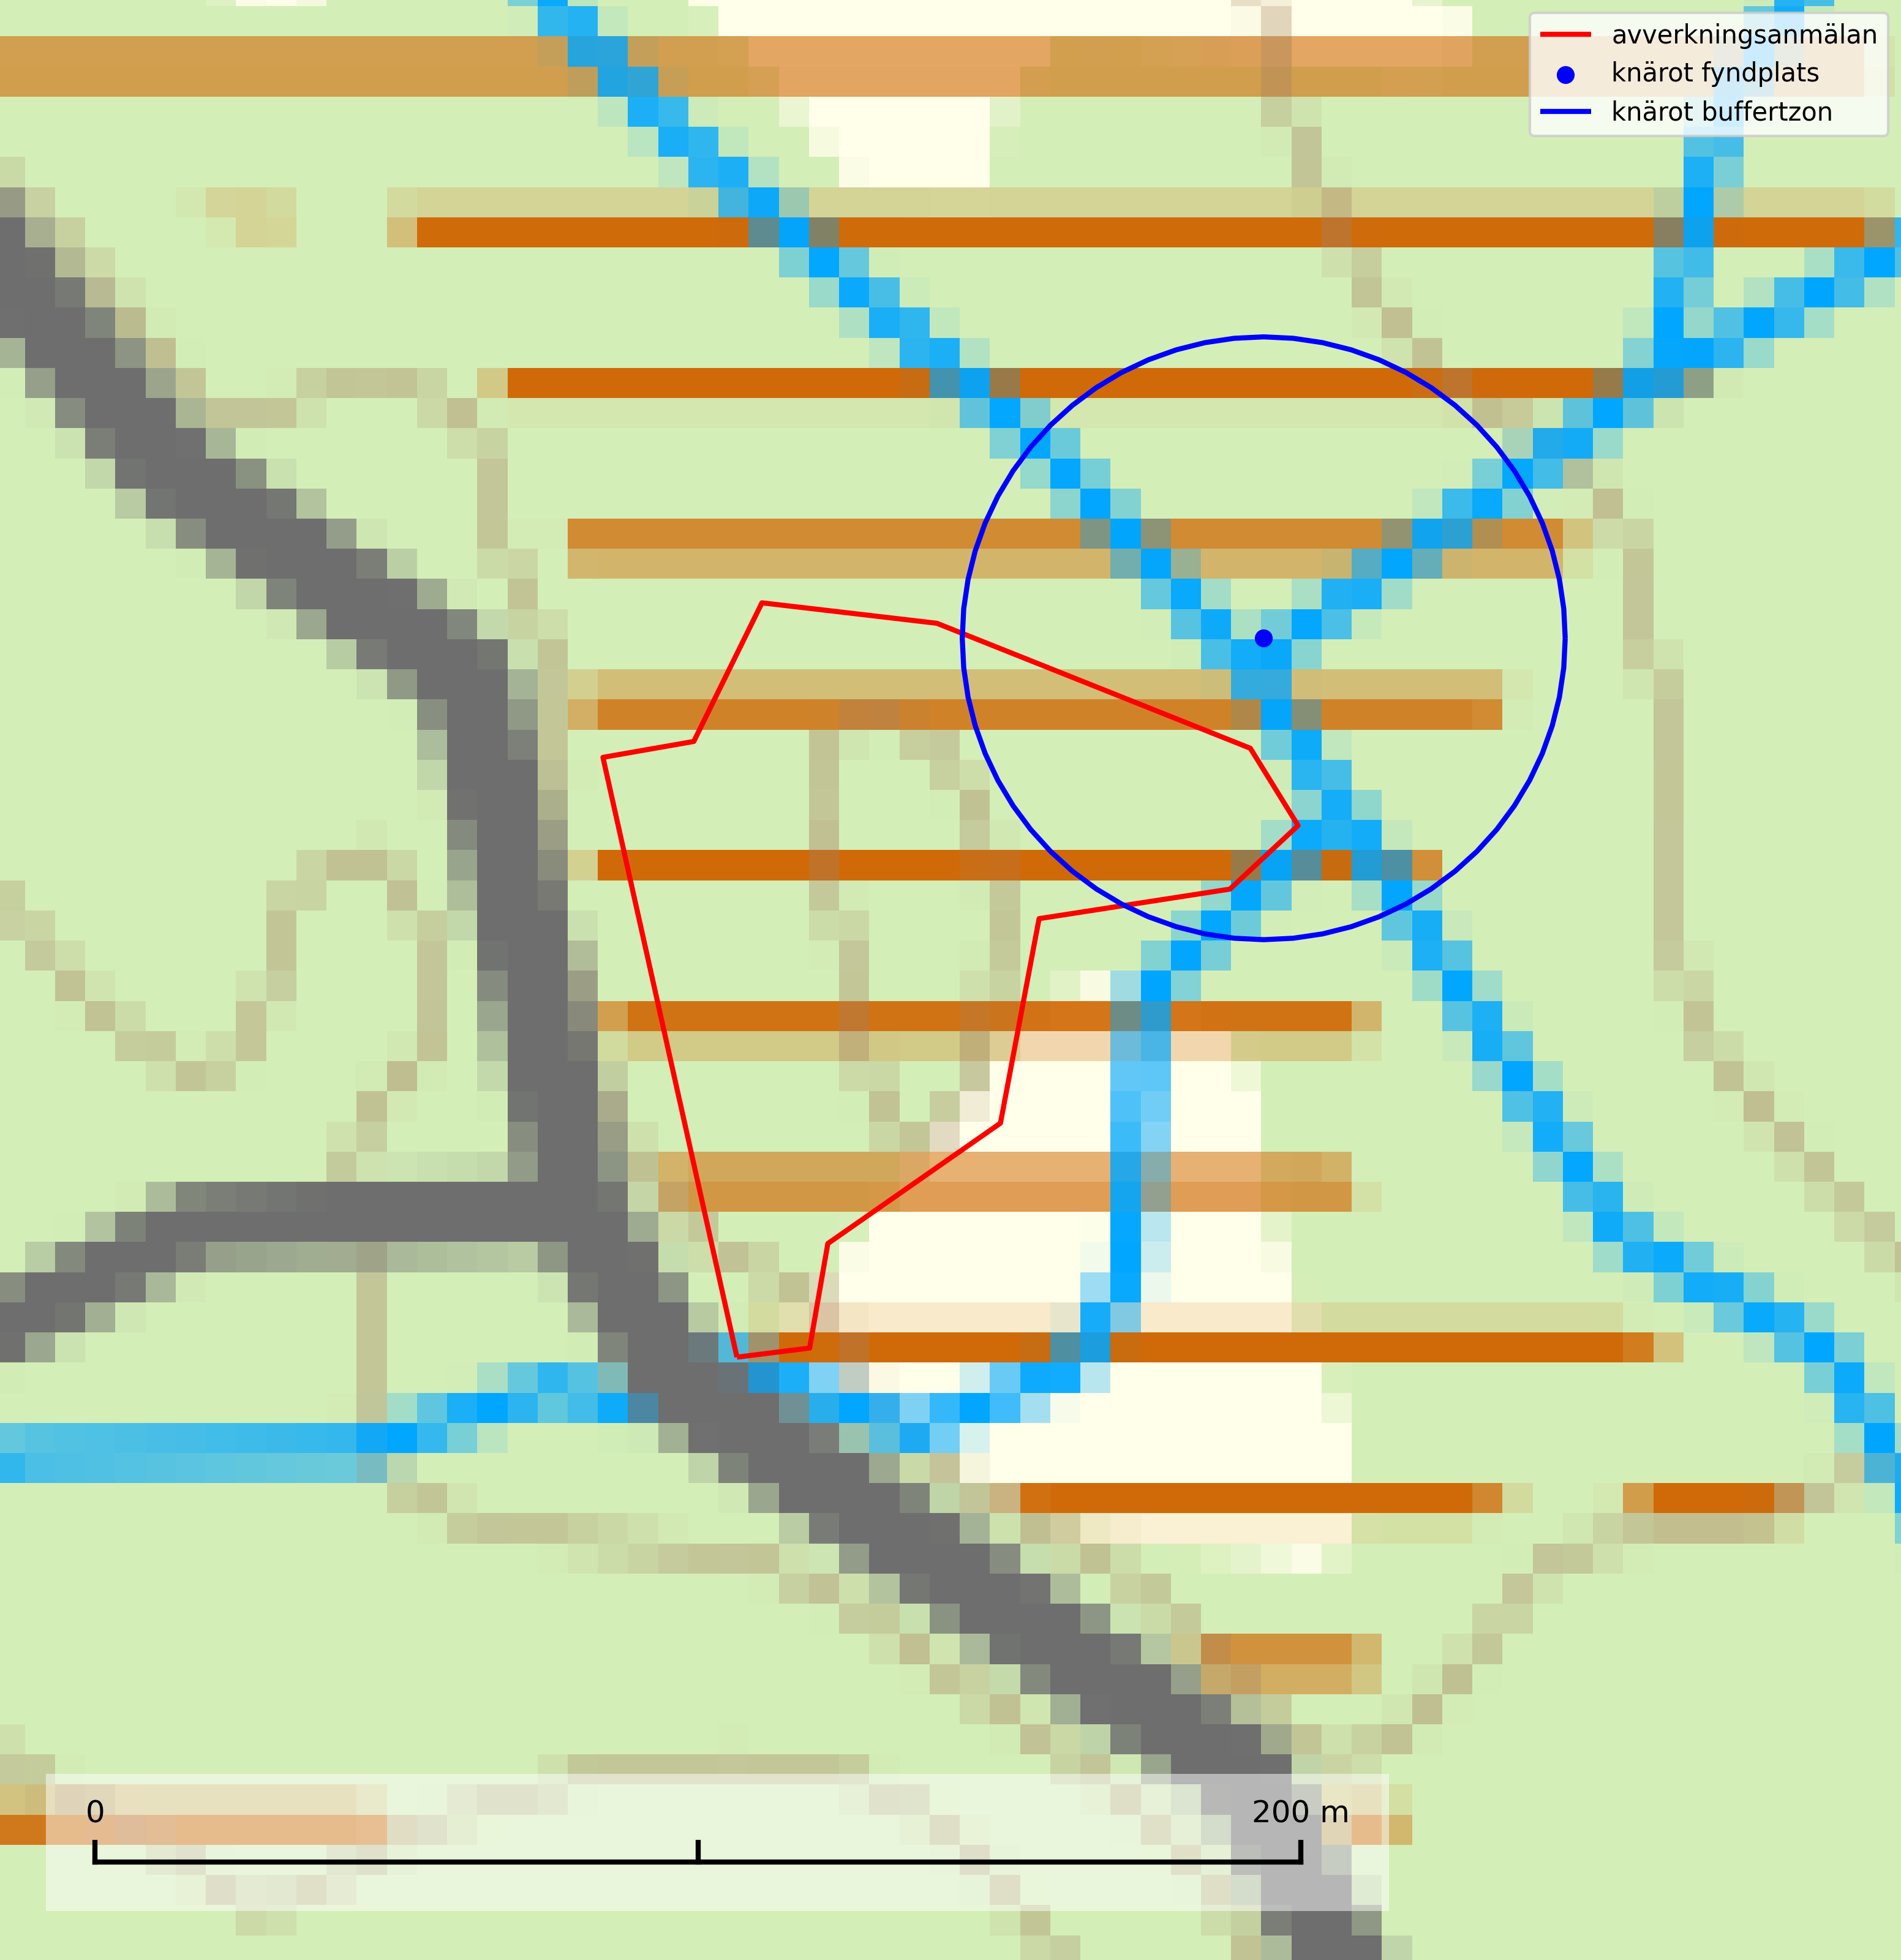 avverkningsanmälan
knärot fyndplats
knärot buffertzon
0 200 m